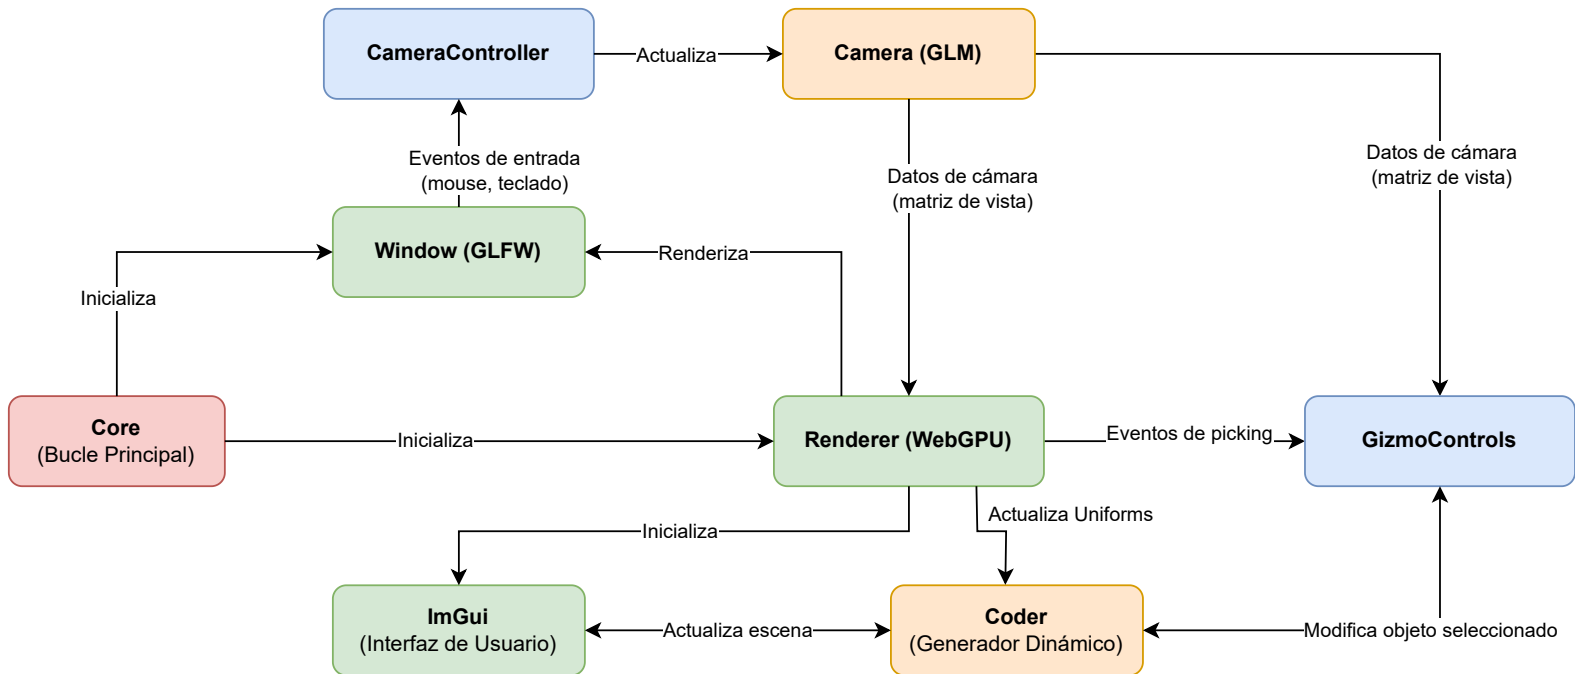 CameraController
Actualiza
Camera (GLM)
Eventos de entrada
(mouse, teclado)
Datos de cámara
(matriz de vista)
Datos de cámara
(matriz de vista)
Window (GLFW)
Renderiza
Inicializa
Core
(Bucle Principal)
Inicializa
Renderer (WebGPU)
Eventos de picking
GizmoControls
Inicializa
Actualiza Uniforms
ImGui
(Interfaz de Usuario)
Actualiza escena
Coder
(Generador Dinámico)
Modifica objeto seleccionado